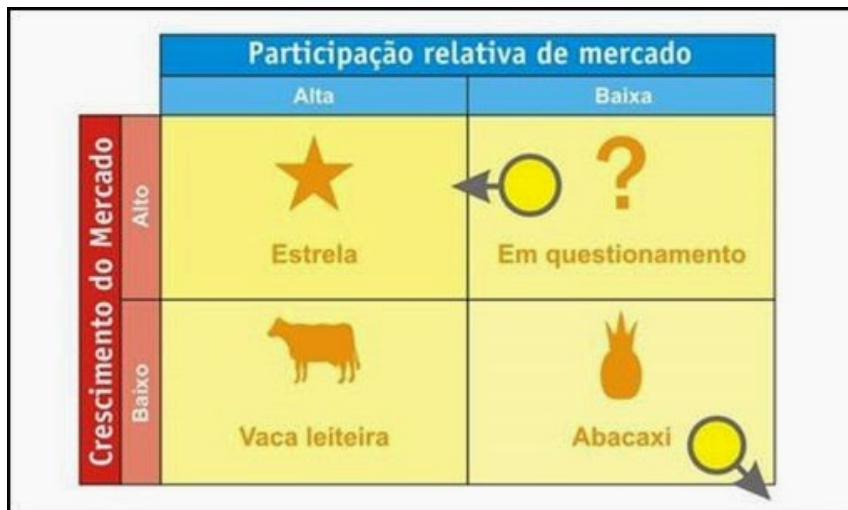 Participação relativa de mercado
Alta
Baixa
Crescimento do Mercado
Alto
Estrela
?
Em questionamento
Baixo
Vaca leiteira
Abacaxi